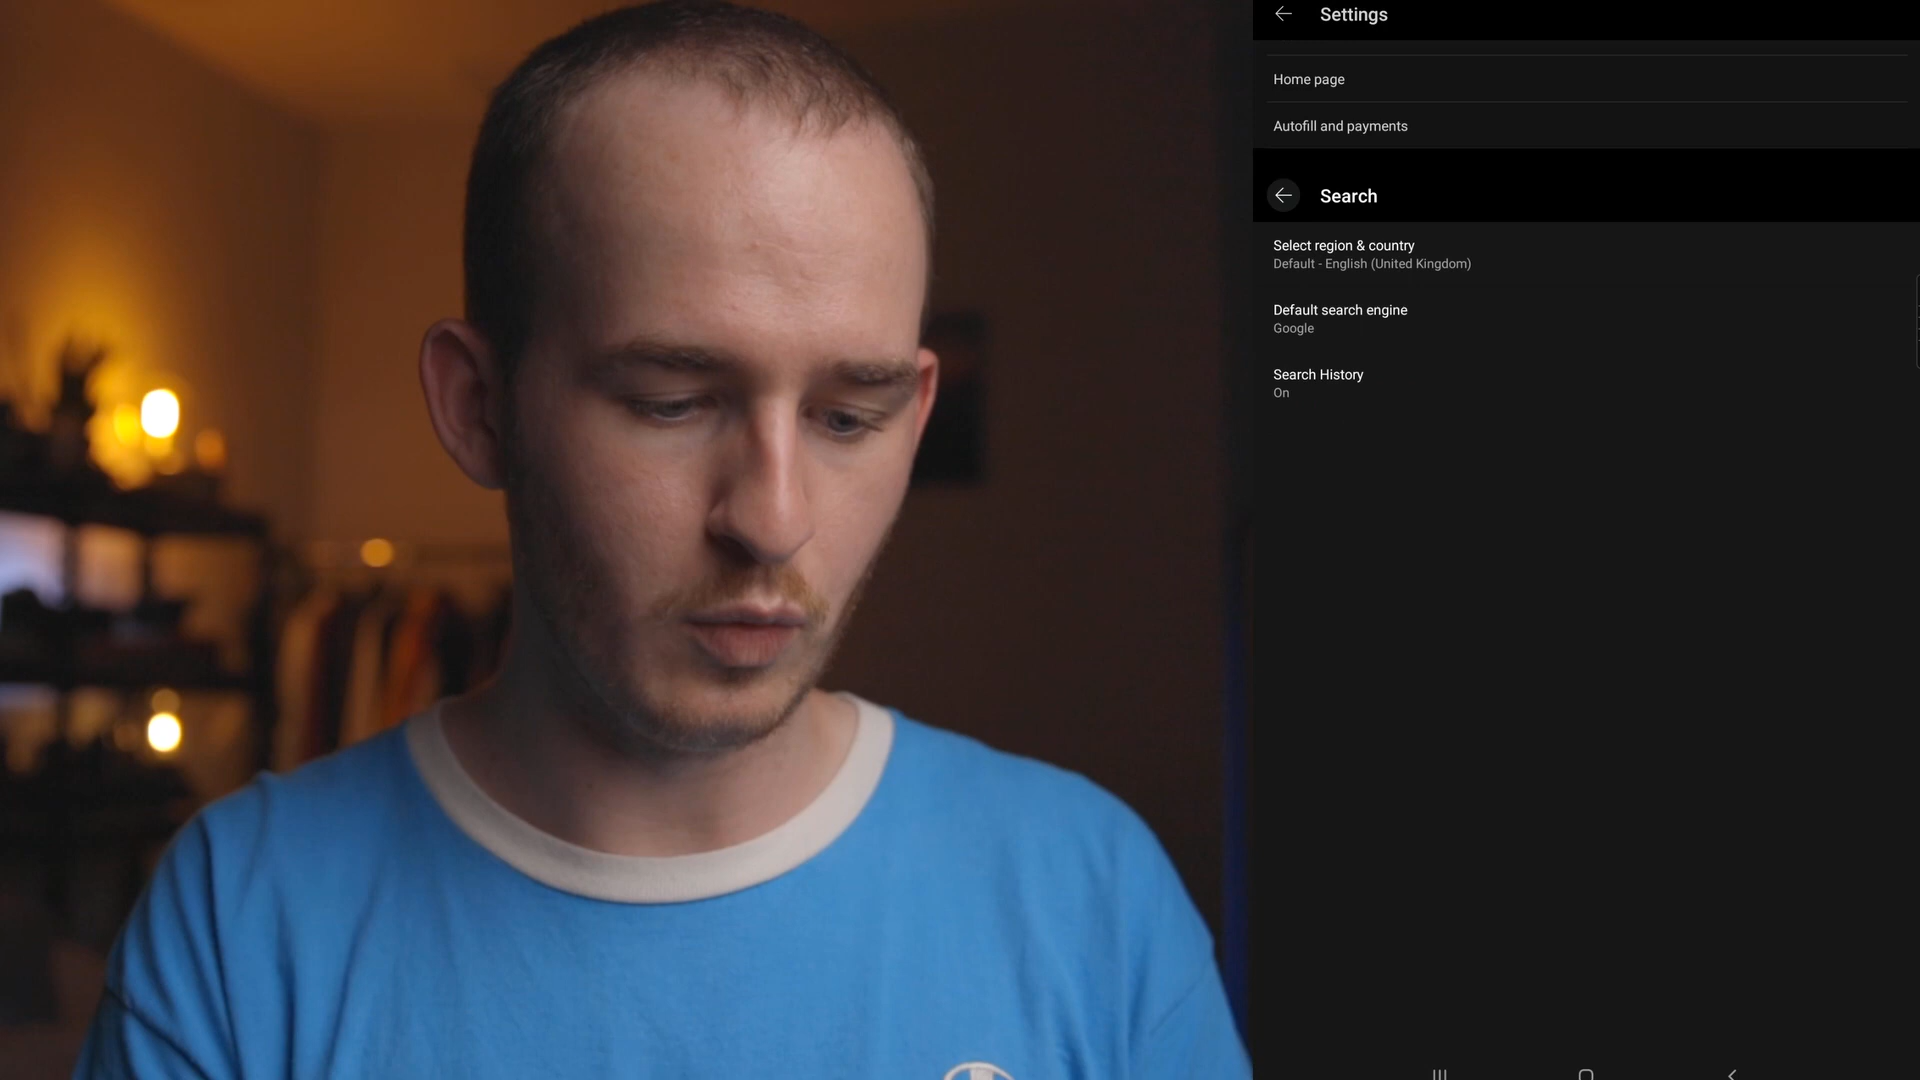 Settings
Home page
Autofill and payments
Search
Select region & country
Default - English (United Kingdom)
Default search engine
Google
Search History
On